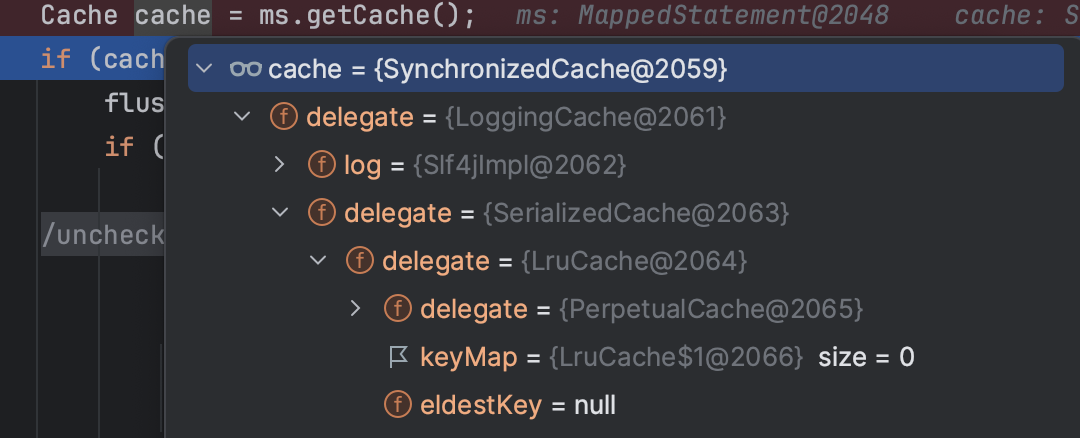 Cache cache = ms.getCache(); ms: MappedStatement@2048 cache: S
if (cach
cache = {SynchronizedCache@2059}
flus
delegate = {LoggingCache@2061}
if (
log = {Slf4jImpl@2062}
delegate = {SerializedCache@2063}
/uncheck
delegate = {LruCache@2064}
delegate = {PerpetualCache@2065}
keyMap = {LruCache$1@2066} size = 0
eldestKey = null